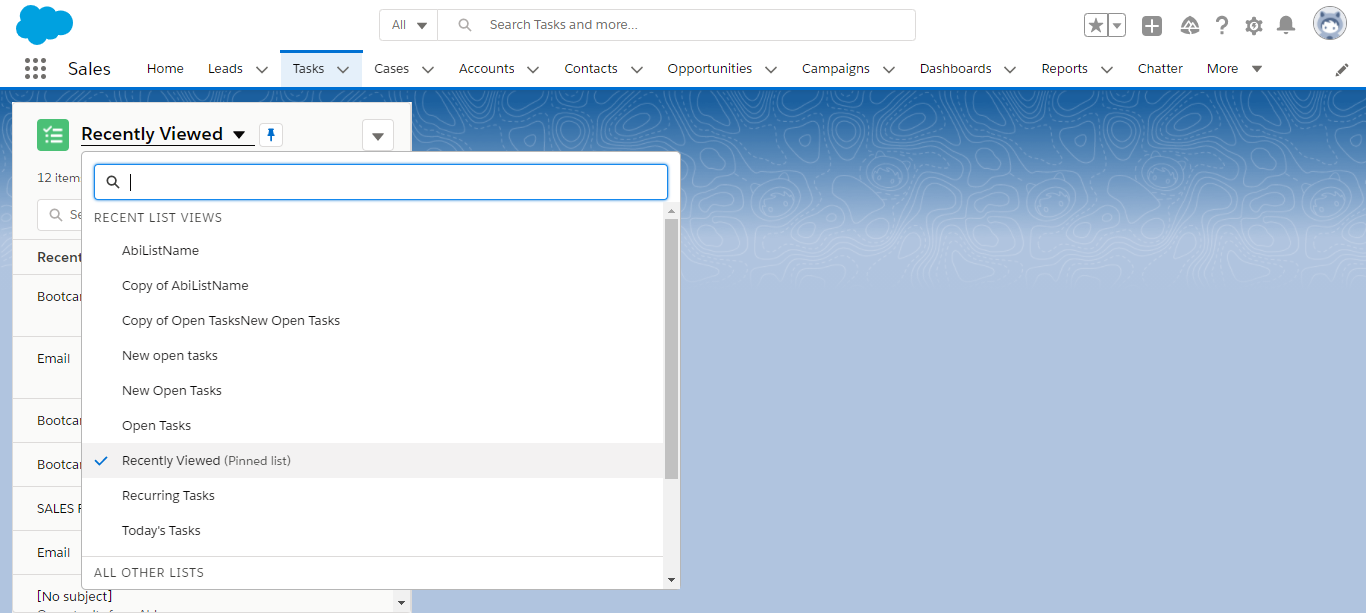 All
Search Tasks and more...
Sales Home Leads Tasks Cases Accounts Contacts Opportunities Campaigns Dashboards Reports Chatter More
Recently Viewed
12 item
Se
RECENT LIST VIEWS
AbiListName
Copy of AbiListName
Copy of Open TasksNew Open Tasks
New open tasks
New Open Tasks
Open Tasks
Recently Viewed (Pinned list)
Recurring Tasks
Today's Tasks
ALL OTHER LISTS
Recent
Bootca
Email
Bootca
Bootca
SALES
Email
[No subject]